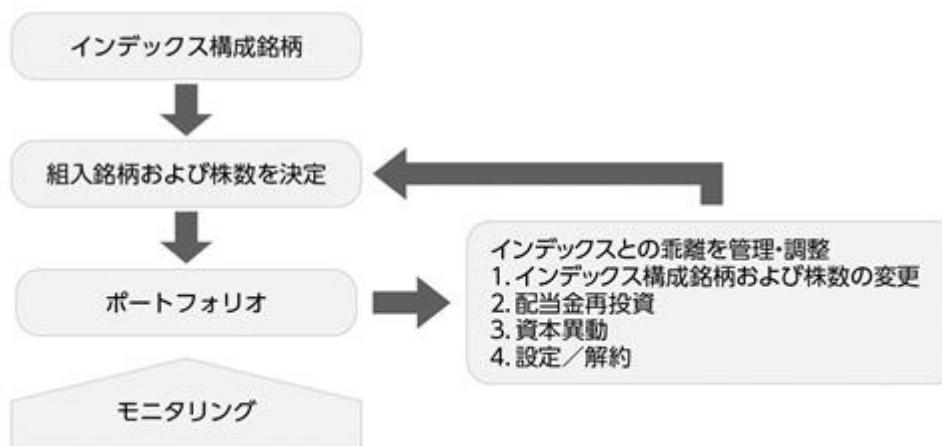 インデックス構成銘柄
組入銘柄および株数を決定
ポートフォリオ
モニタリング
インデックスとの乖離を管理・調整
1. インデックス構成銘柄および株数の変更
2. 配当金再投資
3. 資本異動
4. 設定／解約